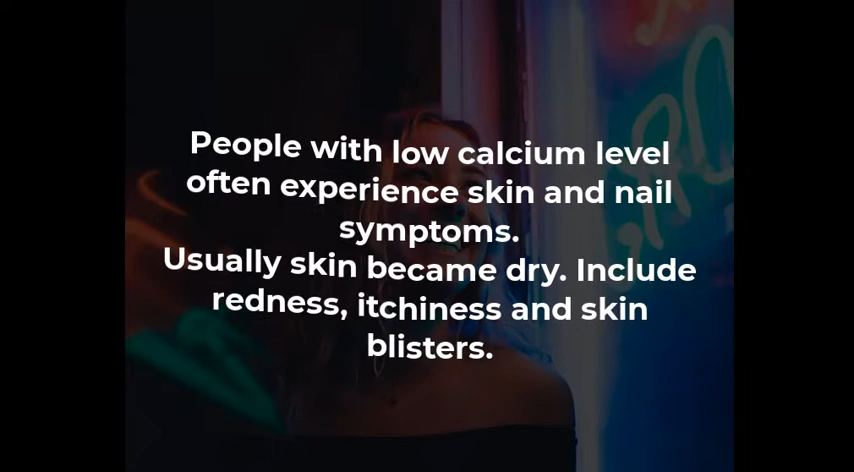 People with low calcium level
often experience skin and nail
symptoms.
Usually skin became dry. Include
redness, itchiness and skin
blisters.